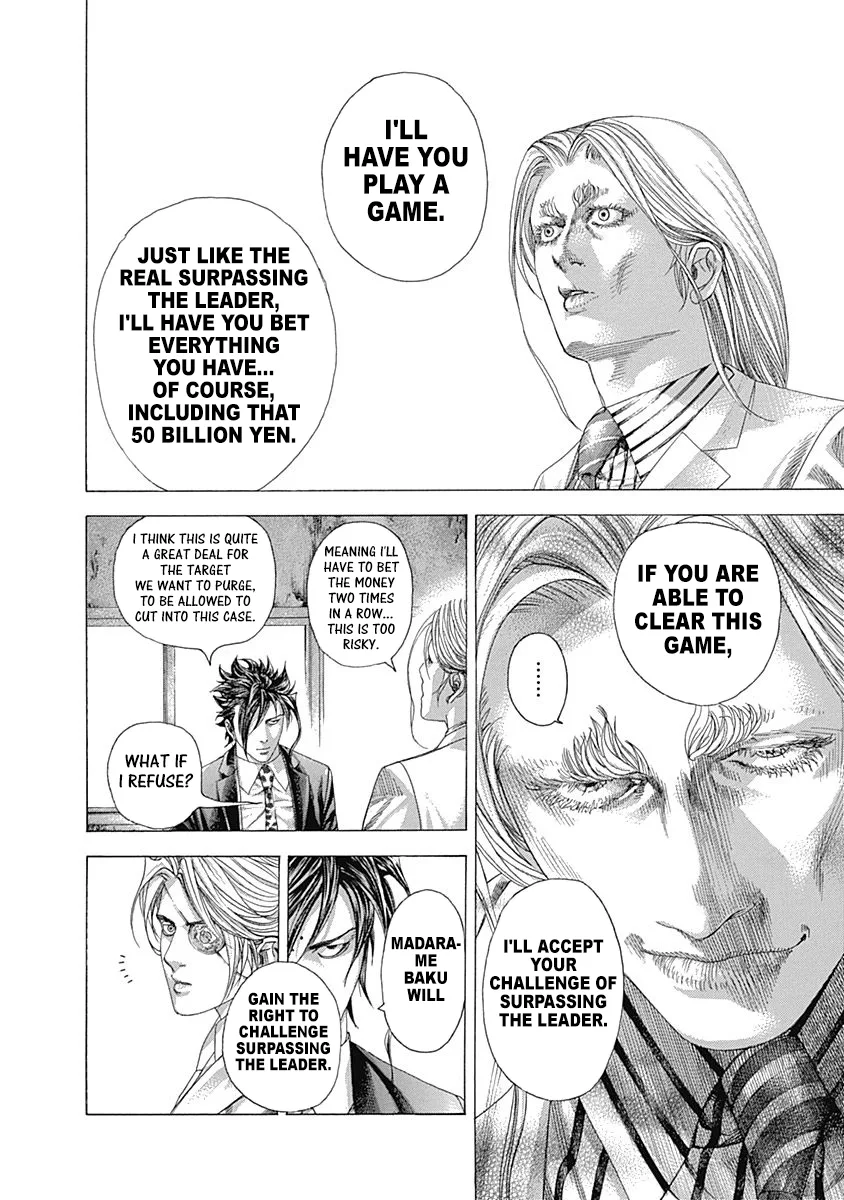 I'LL
HAVE YOU
PLAY A
GAME.
JUST LIKE THE
REAL SURPASSING
THE LEADER,
I'LL HAVE YOU BET
EVERYTHING
YOU HAVE...
OF COURSE,
INCLUDING THAT
50 BILLION YEN.
IF YOU ARE
ABLE TO
CLEAR THIS
GAME,
.......
I'LL ACCEPT
YOUR
CHALLENGE OF
SURPASSING
THE LEADER.
MEANING I'LL
HAVE TO BET
THE MONEY
TWO TIMES
IN A ROW...
THIS IS TOO
RISKY.
I THINK THIS IS QUITE
A GREAT DEAL FOR
THE TARGET
WE WANT TO PURGE,
TO BE ALLOWED TO
CUT INTO THIS CASE.
WHAT IF
I REFUSE?
MADARA-
ME
BAKU
WILL
GAIN THE
RIGHT TO
CHALLENGE
SURPASSING
THE LEADER.